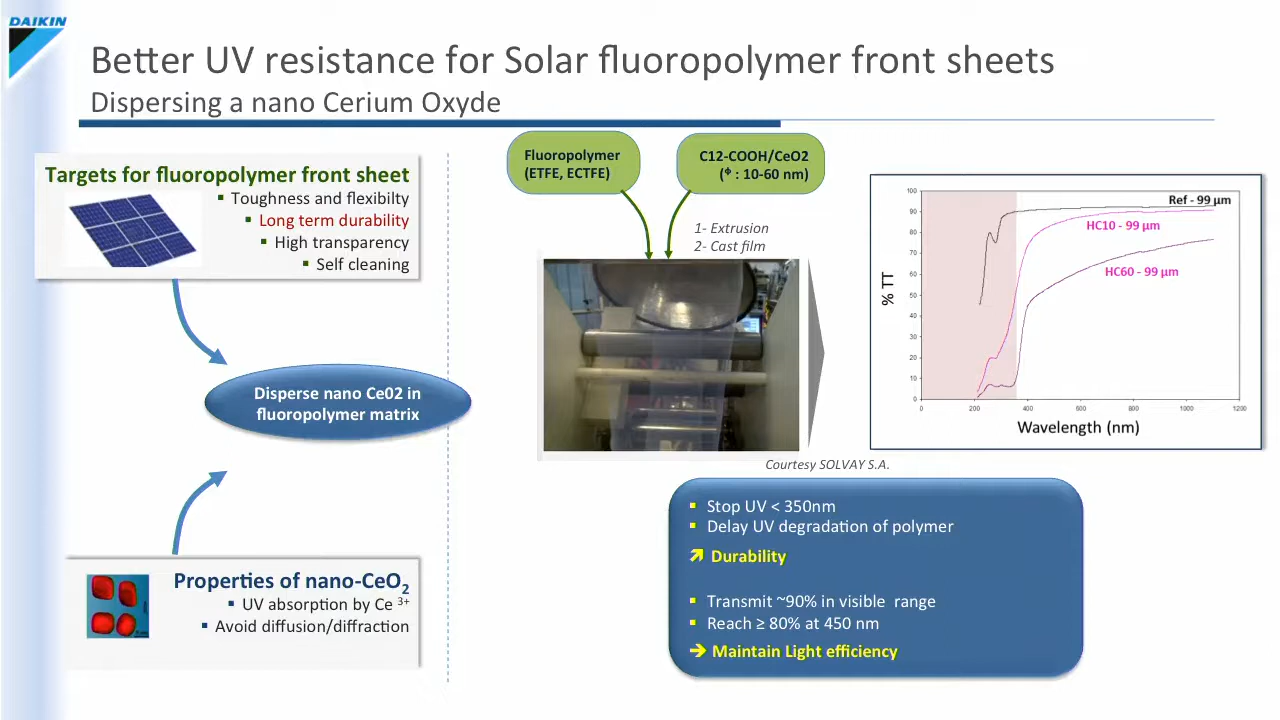 DAIKIN
Better UV resistance for Solar fluoropolymer front sheets
Dispersing a nano Cerium Oxyde
Targets for fluoropolymer front sheet
▪ Toughness and flexibilty
▪ Long term durability
▪ High transparency
▪ Self cleaning
Disperse nano Ce02 in
fluoropolymer matrix
Properties of nano-CeO2
▪ UV absorption by Ce 3+
▪ Avoid diffusion/diffraction
Fluoropolymer
(ETFE, ECTFE)
C12-COOH/CeO2
(ᶲ : 10-60 nm)
1- Extrusion
2- Cast film
Courtesy SOLVAY S.A.
% TT
100
90
80
70
60
50
40
30
20
10
0
0 200 400 600 800 1000 1200
Wavelength (nm)
Ref - 99 µm
HC10 - 99 µm
HC60 - 99 µm
▪ Stop UV < 350nm
▪ Delay UV degradation of polymer
Durability
▪ Transmit ~90% in visible range
▪ Reach ≥ 80% at 450 nm
➔ Maintain Light efficiency